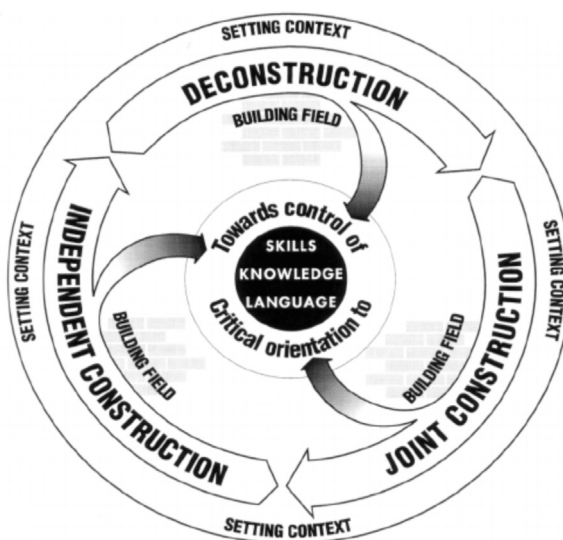 SETTING CONTEXT
DECONSTRUCTION
BUILDING FIELD
SETTING CONTEXT
JOINT CONSTRUCTION
BUILDING FIELD
SETTING CONTEXT
INDEPENDENT CONSTRUCTION
BUILDING FIELD
SETTING CONTEXT
Towards control of
SKILLS
KNOWLEDGE
LANGUAGE
Critical orientation to